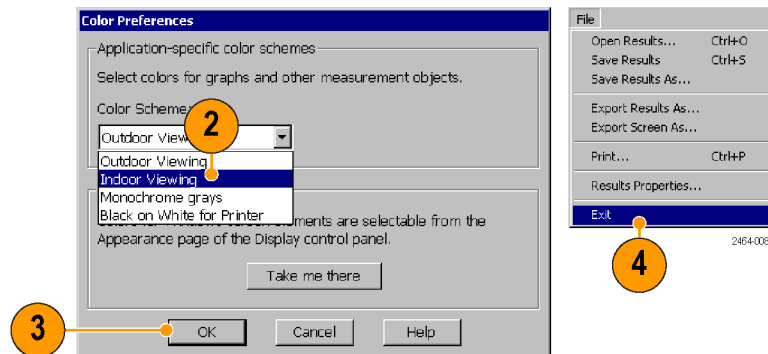 Color Preferences
Application-specific color schemes
Select colors for graphs and other measurement objects.
Color Scheme
Outdoor View
Outdoor Viewing
Indoor Viewing
Monochrome grays
Black on White for Printer
elements are selectable from the
Appearance page of the Display control panel.
Take me there
OK Cancel Help
2
3
File
Open Results... Ctrl+O
Save Results Ctrl+S
Save Results As...
Export Results As...
Export Screen As...
Print... Ctrl+P
Results Properties...
Exit
4
2464-008